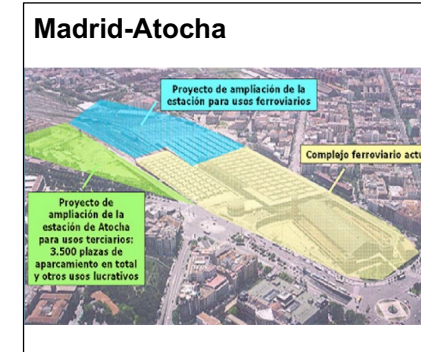 Madrid-Atocha
Proyecto de ampliación de la
estación para usos ferroviarios
Complejo ferroviario actu
Proyecto de
ampliación de la
estación de Atocha
para usos terciarios:
3.500 plazas de
aparcamiento en total
y otros usos lucrativos